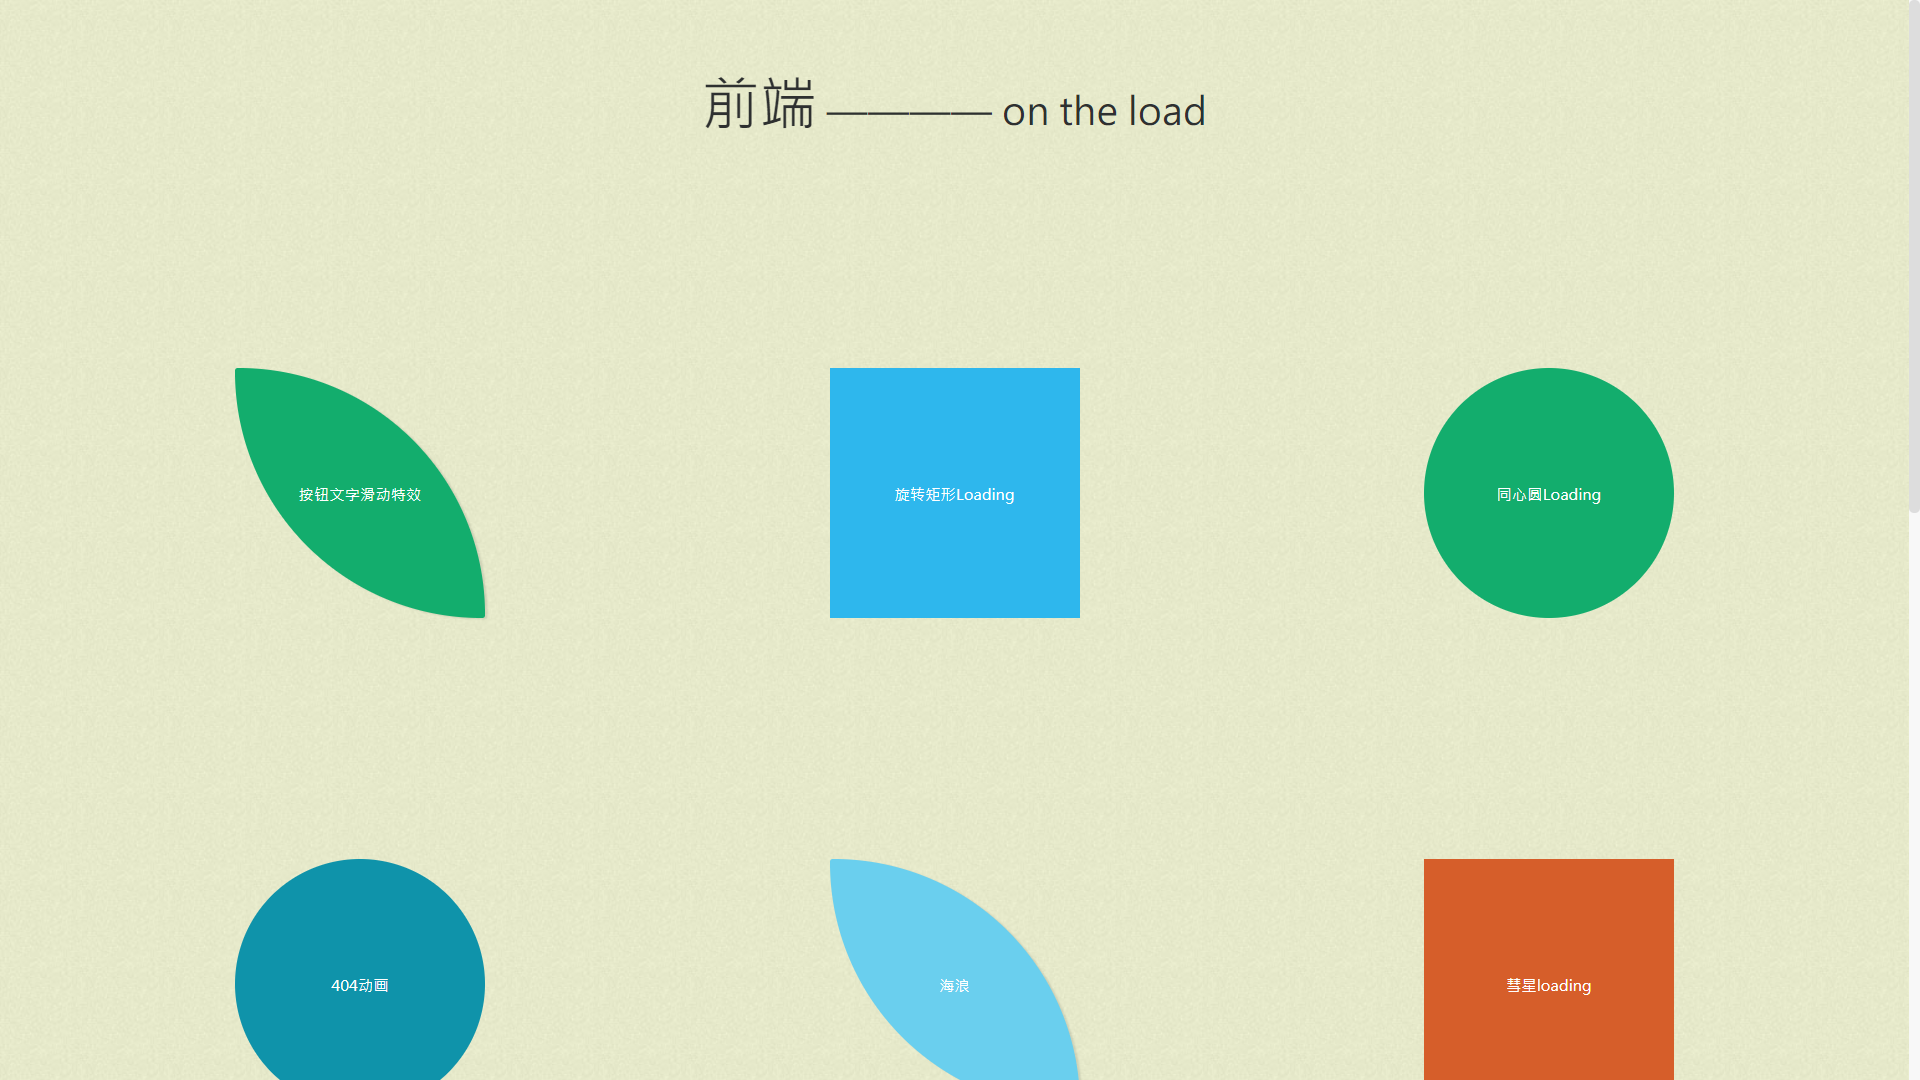 前端 ———— on the load
按钮文字滑动特效
旋转矩形Loading
同心圆Loading
404动画
海浪
彗星loading